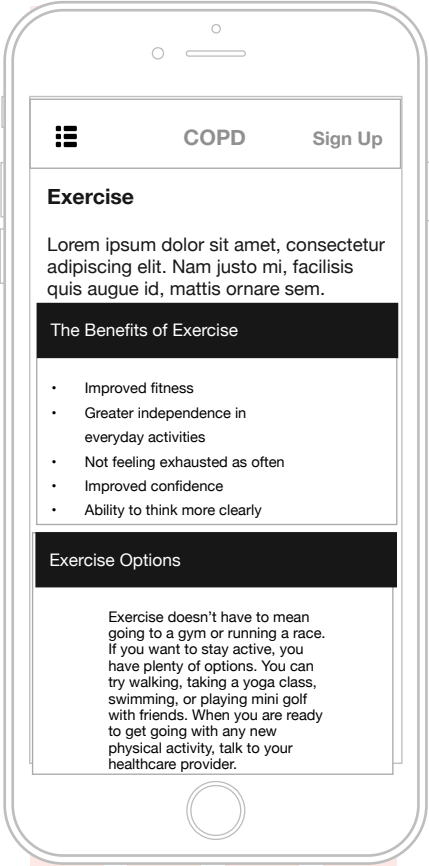 COPD
Sign Up
Exercise
Lorem ipsum dolor sit amet, consectetur
adipiscing elit. Nam justo mi, facilisis
quis augue id, mattis ornare sem.
The Benefits of Exercise
• Improved fitness
• Greater independence in
everyday activities
• Not feeling exhausted as often
• Improved confidence
• Ability to think more clearly
Exercise Options
Exercise doesn’t have to mean
going to a gym or running a race.
If you want to stay active, you
have plenty of options. You can
try walking, taking a yoga class,
swimming, or playing mini golf
with friends. When you are ready
to get going with any new
physical activity, talk to your
healthcare provider.